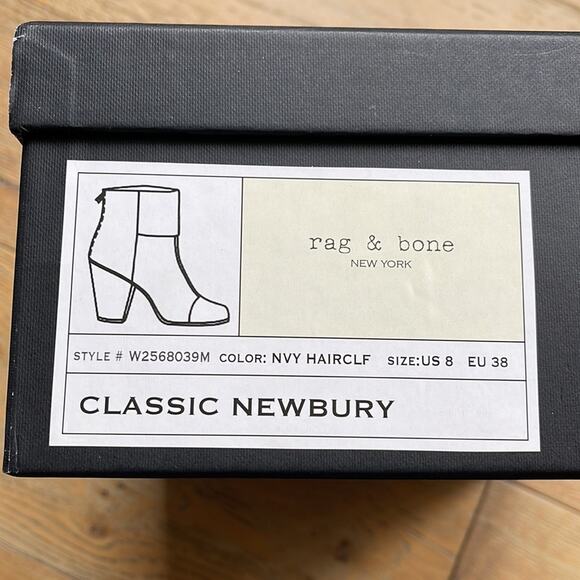 rag & bone
NEW YORK
STYLE # W2568039M COLOR: NVY HAIRCLF SIZE:US 8 EU 38
CLASSIC NEWBURY